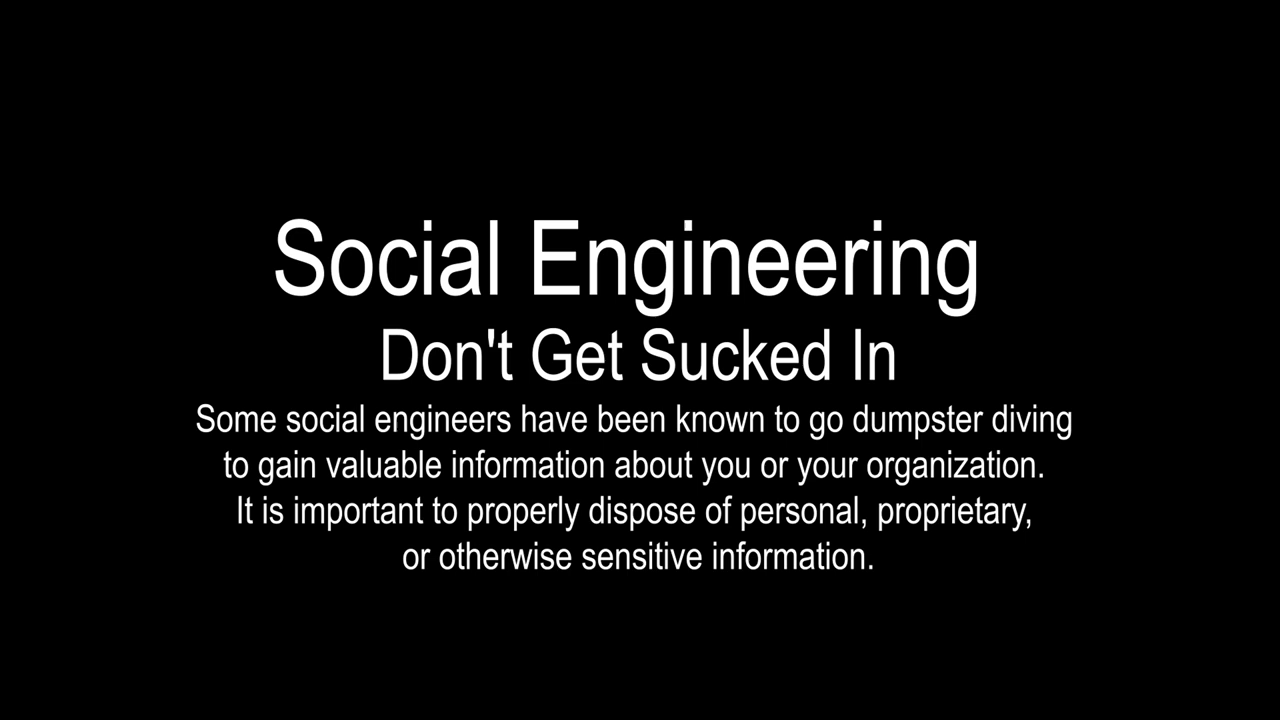 Social Engineering
Don't Get Sucked In
Some social engineers have been known to go dumpster diving
to gain valuable information about you or your organization.
It is important to properly dispose of personal, proprietary,
or otherwise sensitive information.